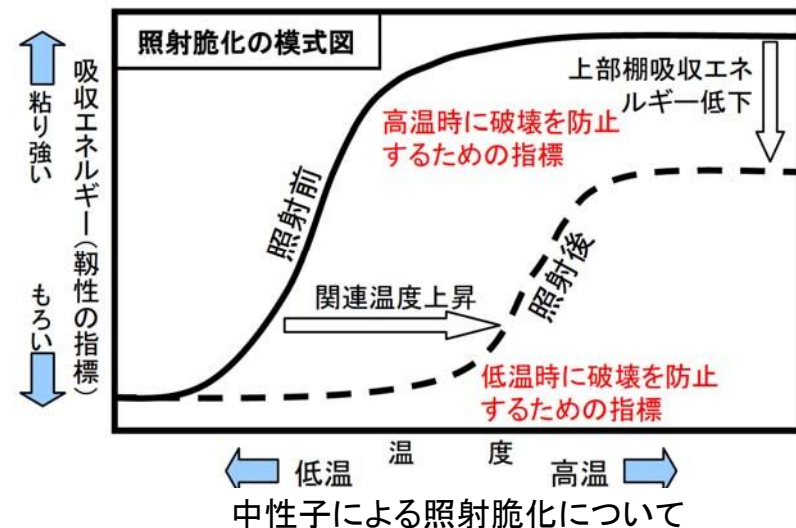 照射脆化の模式図
粘り強い
もろい
吸収エネルギー(靱性の指標)
上部棚吸収エネ
ルギー低下
高温時に破壊を防止
するための指標
照射前
照射後
関連温度上昇
低温時に破壊を防止
するための指標
温 度
低温
高温
中性子による照射脆化について